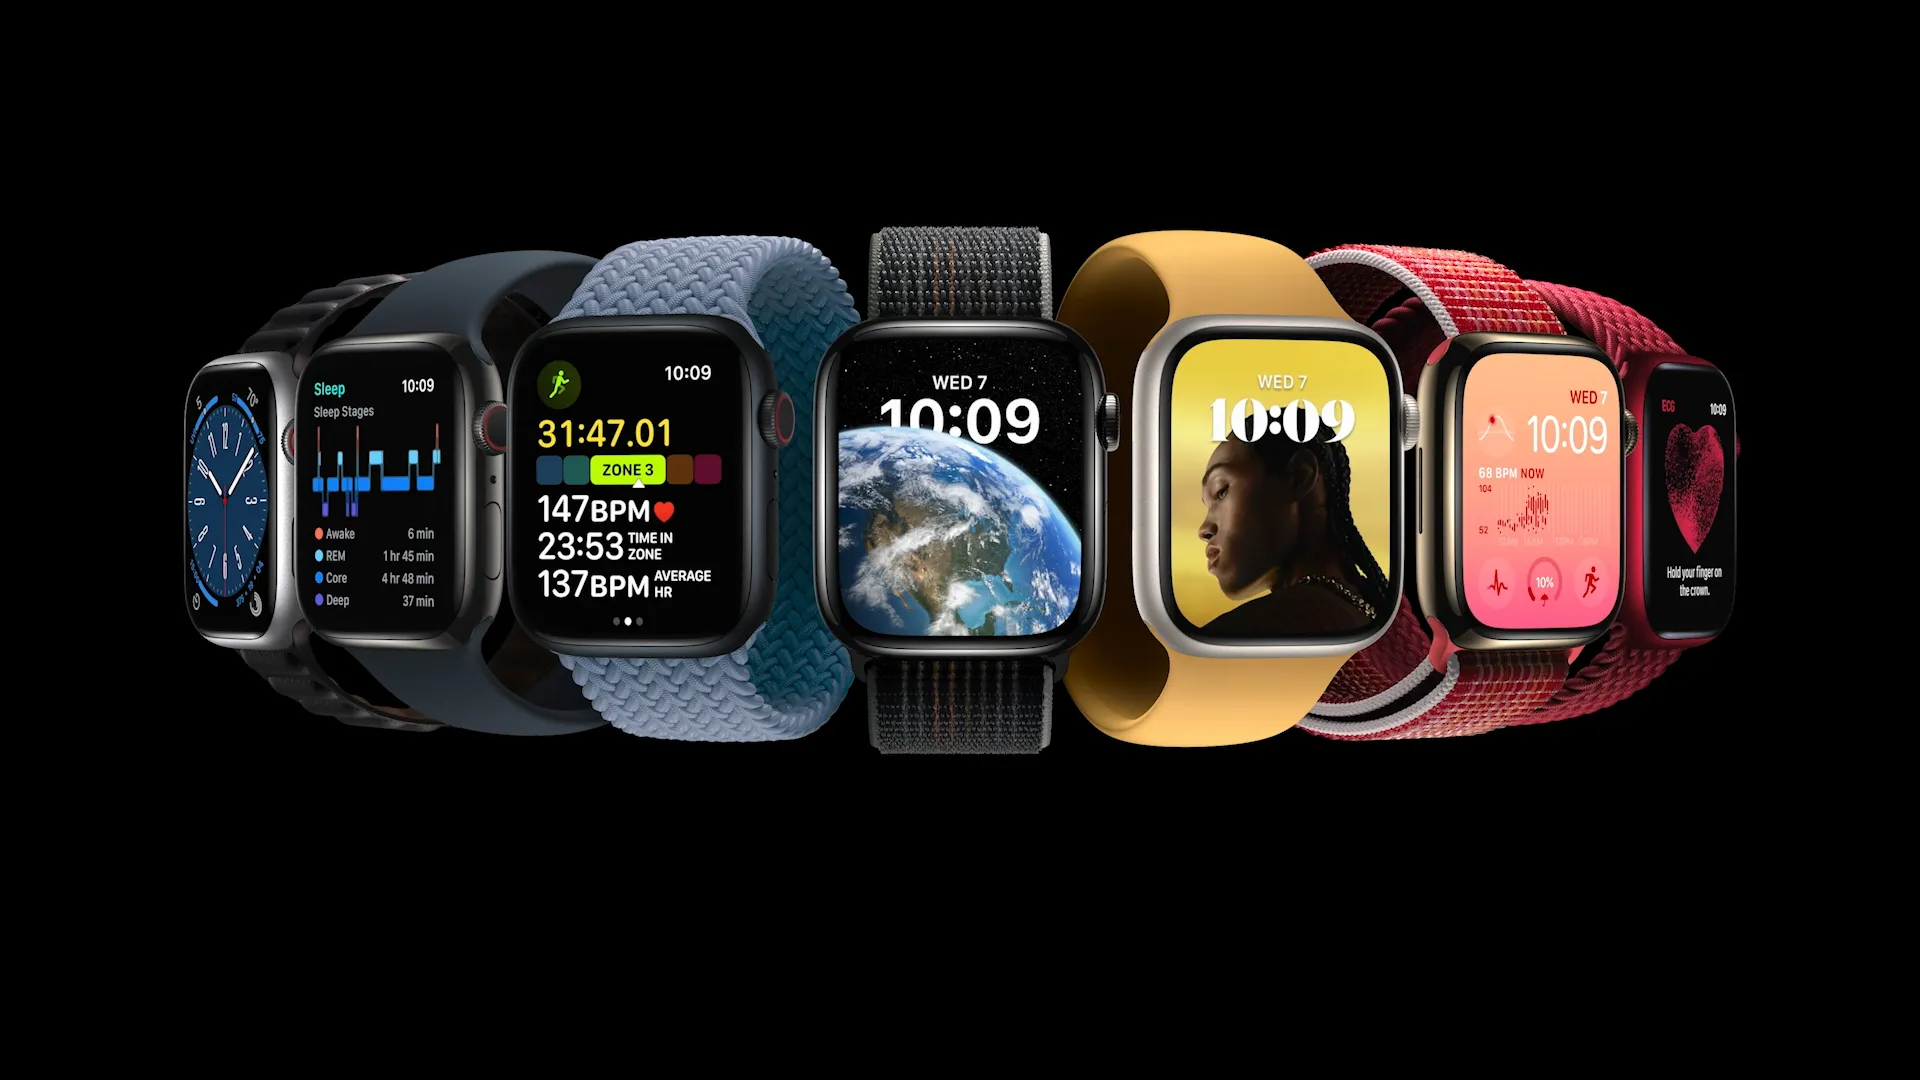 12
Sleep
10:09
Sleep Stages
Awake 6 min
REM 1 hr 45 min
Core 4 hr 48 min
Deep 37 min
10:09
31:47.01
ZONE 3
147BPM
23:53 TIME IN
ZONE
137BPM AVERAGE
HR
WED 7
10:09
WED 7
10:09
WED 7
10:09
68 BPM NOW
104
52
10%
ECG
10:09
Hold your finger on
the crown.